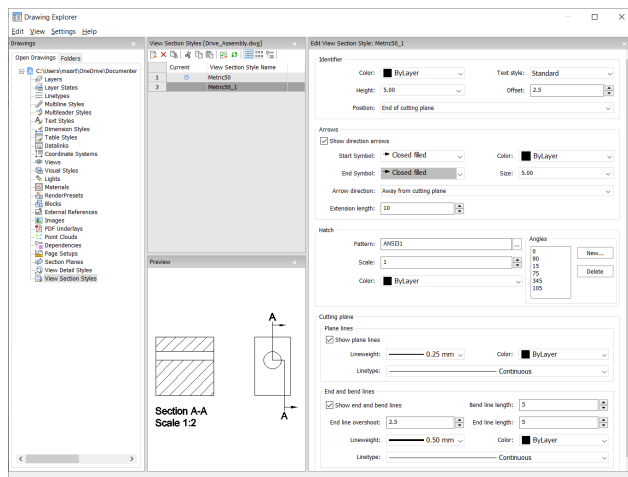 Drawing Explorer
Edit View Settings Help
Drawings
Open Drawings Folders
C:\Users\maart\OneDrive\Documenter
Layers
Layer States
Linetypes
Multiline Styles
Multileader Styles
Text Styles
Dimension Styles
Table Styles
Datalinks
Coordinate Systems
Views
Visual Styles
Lights
Materials
RenderPresets
Blocks
External References
Images
PDF Underlays
Point Clouds
Dependencies
Page Setups
Section Planes
View Detail Styles
View Section Styles
View Section Styles [Drive_Assembly.dwg]
Current View Section Style Name
1 Metric50
2 Metric50_1
Preview
A
A
Section A-A
Scale 1:2
Edit View Section Style: Metric50_1
Identifier
Color: ByLayer Text style: Standard
Height: 5.00 Offset: 2.5
Position: End of cutting plane
Arrows
Show direction arrows
Start Symbol: Closed filled Color: ByLayer
End Symbol: Closed filled Size: 5.00
Arrow direction: Away from cutting plane
Extension length: 10
Hatch
Pattern: ANSI31 ...
Scale: 1
Color: ByLayer
Angles
0
90
15
75
345
105
New...
Delete
Cutting plane
Plane lines
Show plane lines
Lineweight: 0.25 mm Color: ByLayer
Linetype: Continuous
End and bend lines
Show end and bend lines Bend line length: 5
End line overshoot: 2.5 End line length: 5
Lineweight: 0.50 mm Color: ByLayer
Linetype: Continuous